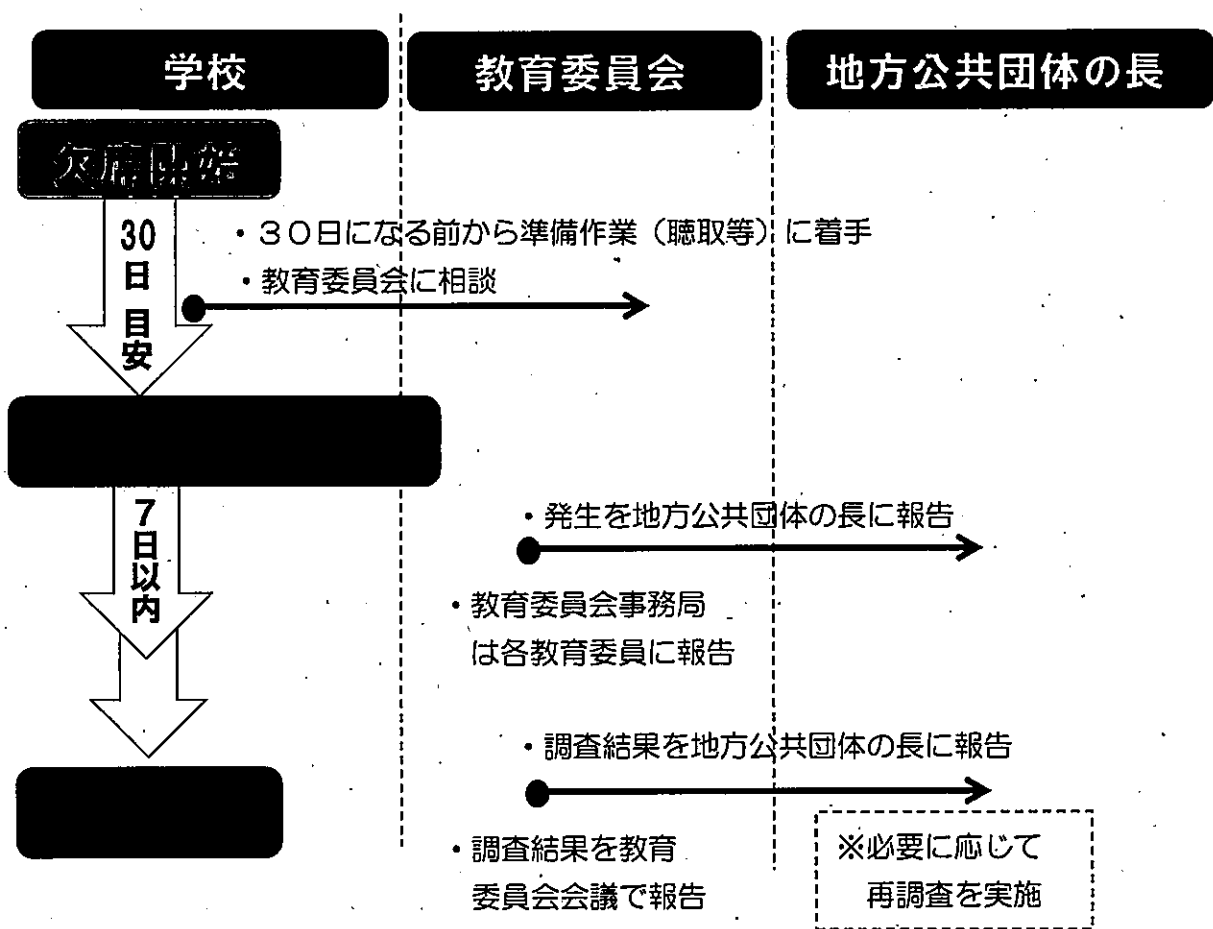 学校
教育委員会
地方公共団体の長
欠席開始
30日 目安
・３０日になる前から準備作業（聴取等）に着手
・教育委員会に相談
7日以内
・発生を地方公共団体の長に報告
・教育委員会事務局
は各教育委員に報告
・調査結果を地方公共団体の長に報告
・調査結果を教育
委員会会議で報告
※必要に応じて
再調査を実施